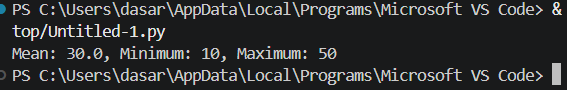 PS C:\Users\dasar\AppData\Local\Programs\Microsoft VS Code> &
top/Untitled-1.py
Mean: 30.0, Minimum: 10, Maximum: 50
PS C:\Users\dasar\AppData\Local\Programs\Microsoft VS Code>